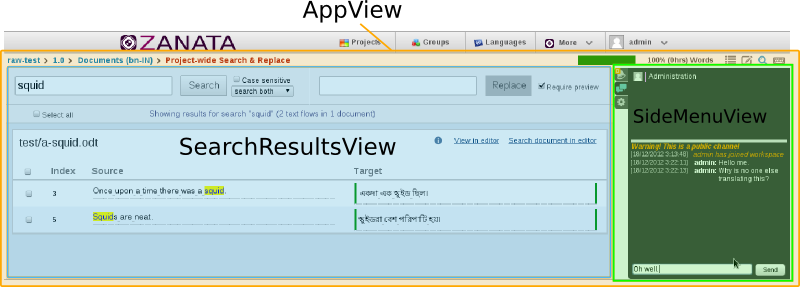 AppView
ZANATA
Projects
Groups
Languages
More
admin
raw-test > 1.0 > Documents (bn-IN) > Project-wide Search & Replace
100% (0hrs) Words
squid
Search
Case sensitive
search both
Replace
Require preview
Select all
Showing results for search "squid" (2 text flows in 1 document)
Administration
SideMenuView
test/a-squid.odt
SearchResultsView
View in editor
Search document in editor
Index
Source
Target
3
Once upon a time there was a squid.
একদা এক স্কুইড ছিল।
5
Squids are neat.
স্কুইডরা বেশ পরিপাটি হয়।
Warning! This is a public channel
[18/12/2012 3:13:48] admin has joined workspace
[18/12/2012 3:22:11] admin: Hello me.
[18/12/2012 3:22:13] admin: Why is no one else
translating this?
Oh well
Send